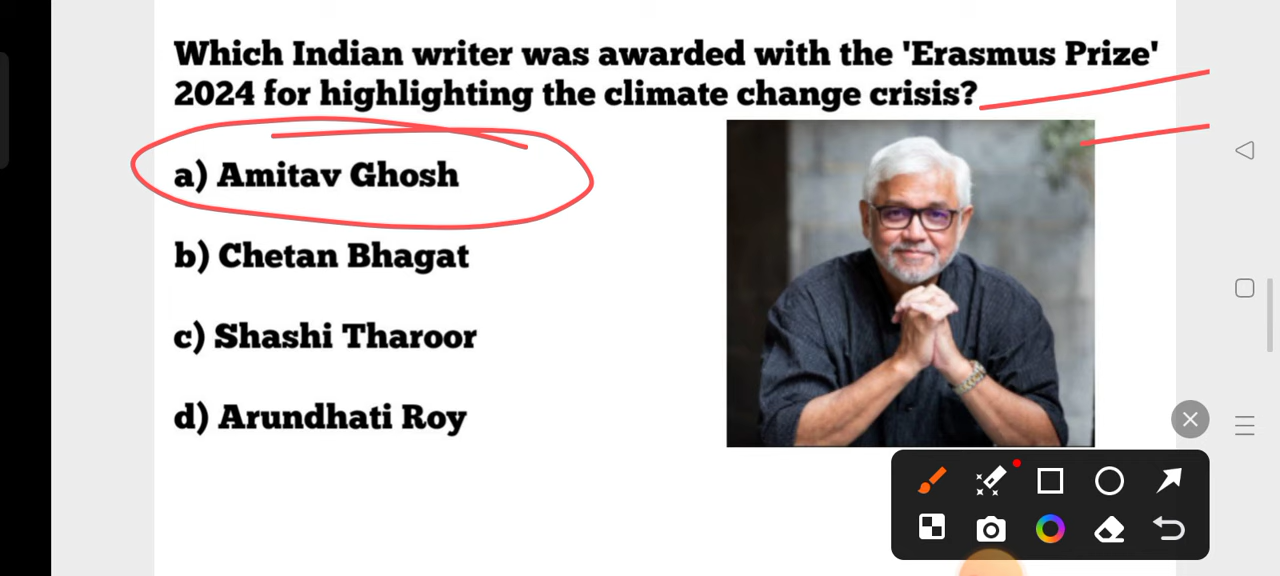 Which Indian writer was awarded with the 'Erasmus Prize'
2024 for highlighting the climate change crisis?
a) Amitav Ghosh
b) Chetan Bhagat
c) Shashi Tharoor
d) Arundhati Roy